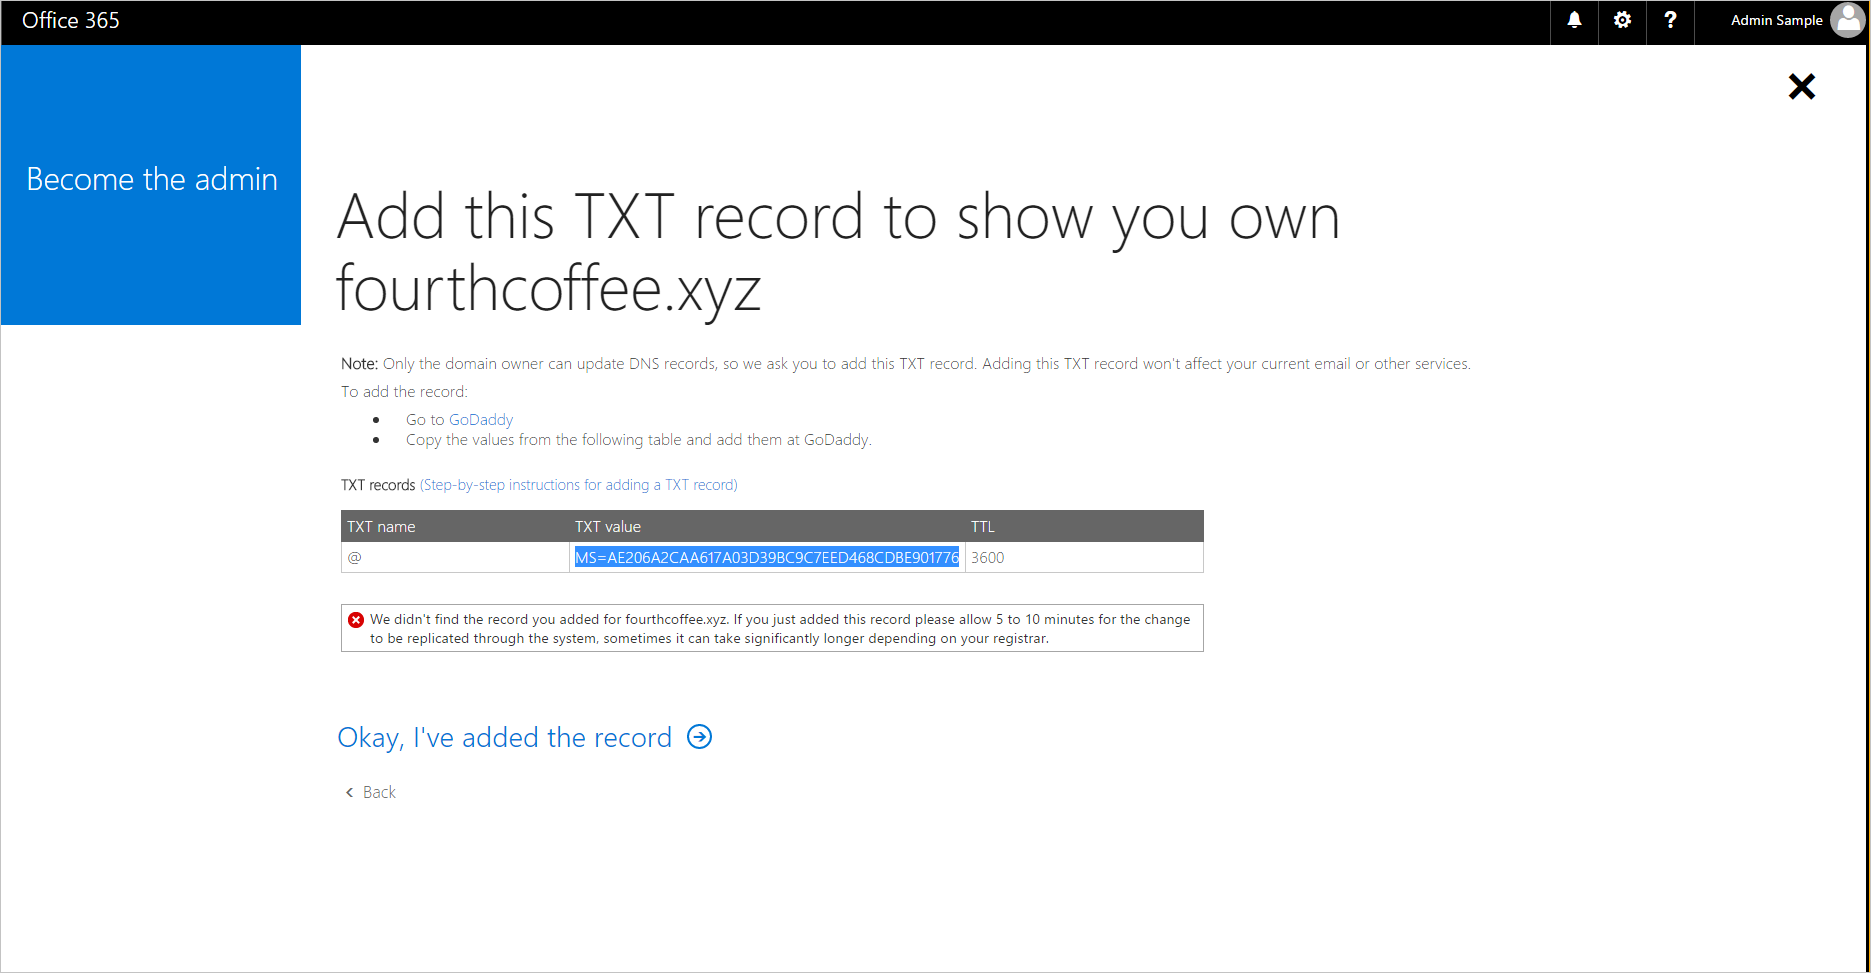 Office 365
?
Admin Sample
Become the admin
Add this TXT record to show you own
fourthcoffee.xyz
Note: Only the domain owner can update DNS records, so we ask you to add this TXT record. Adding this TXT record won't affect your current email or other services.
To add the record:
• Go to GoDaddy
• Copy the values from the following table and add them at GoDaddy.
TXT records (Step-by-step instructions for adding a TXT record)
TXT name TXT value TTL
@ MS=AE206A2CAA617A03D39BC9C7EED468CDBE901776 3600
We didn't find the record you added for fourthcoffee.xyz. If you just added this record please allow 5 to 10 minutes for the change
to be replicated through the system, sometimes it can take significantly longer depending on your registrar.
Okay, I've added the record
< Back